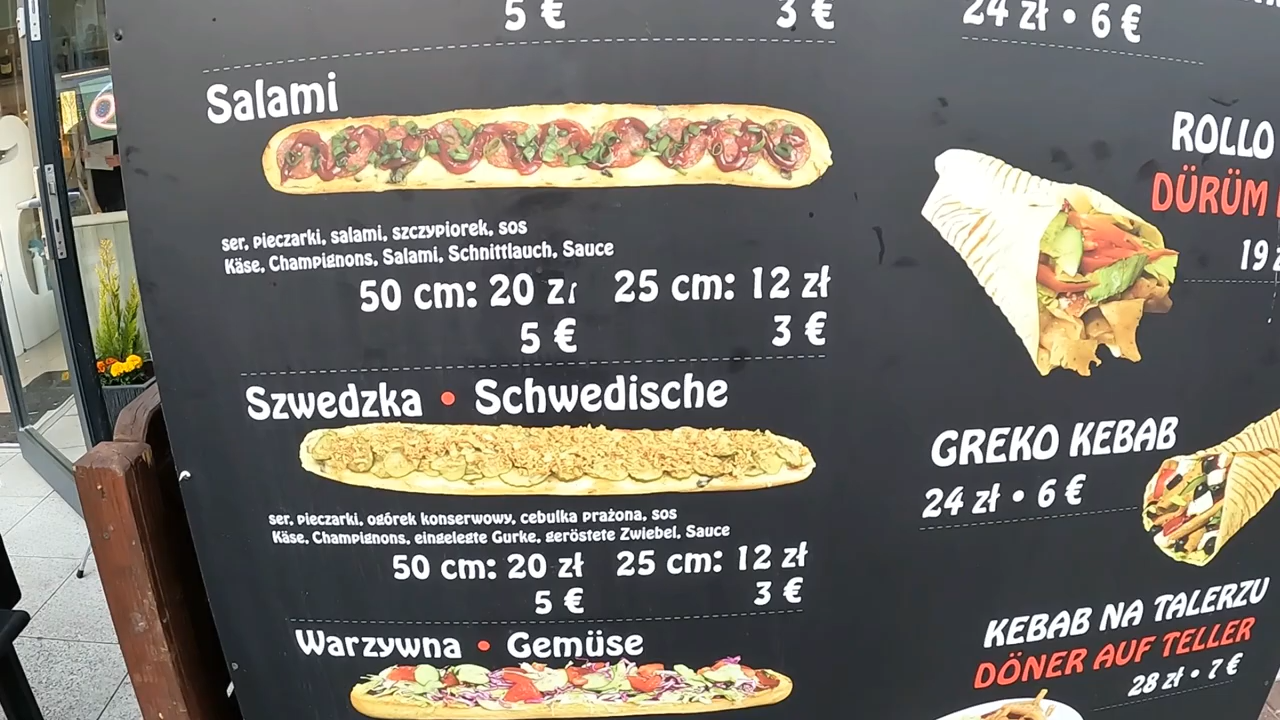 5 € 3 €
Salami
ser, pieczarki, salami, szczypiorek, sos
Käse, Champignons, Salami, Schnittlauch, Sauce
50 cm: 20 zł 25 cm: 12 zł
5 € 3 €
Szwedzka • Schwedische
ser, pieczarki, ogórek konserwowy, cebulka prażona, sos
Käse, Champignons, eingelegte Gurke, geröstete Zwiebel, Sauce
50 cm: 20 zł 25 cm: 12 zł
5 € 3 €
Warzywna • Gemüse
24 zł • 6 €
ROLLO
DÜRÜM
19
GREKO KEBAB
24 zł • 6 €
KEBAB NA TALERZU
DÖNER AUF TELLER
28 zł • 7 €